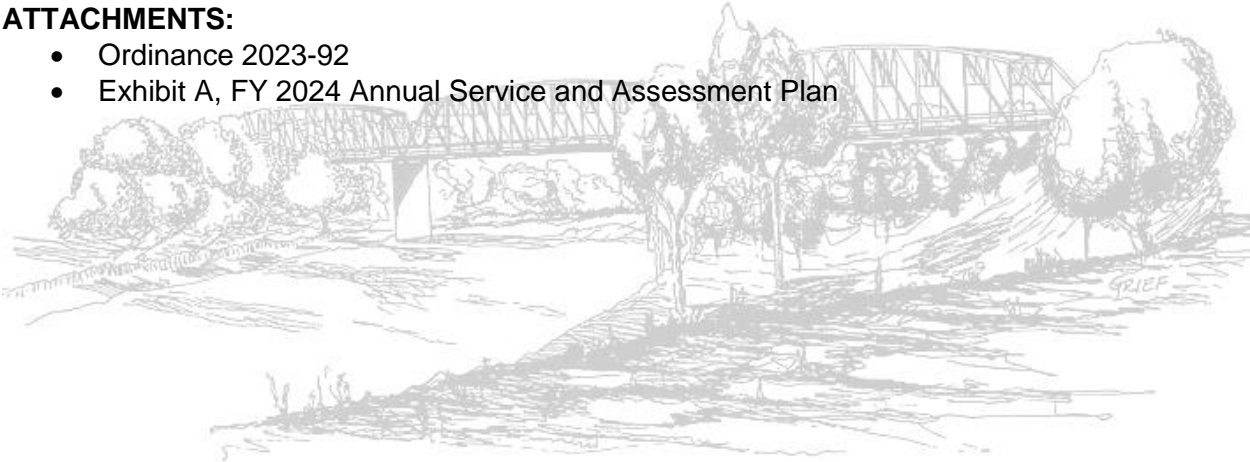 ATTACHMENTS:
• Ordinance 2023-92
• Exhibit A, FY 2024 Annual Service and Assessment Plan
GRIEF